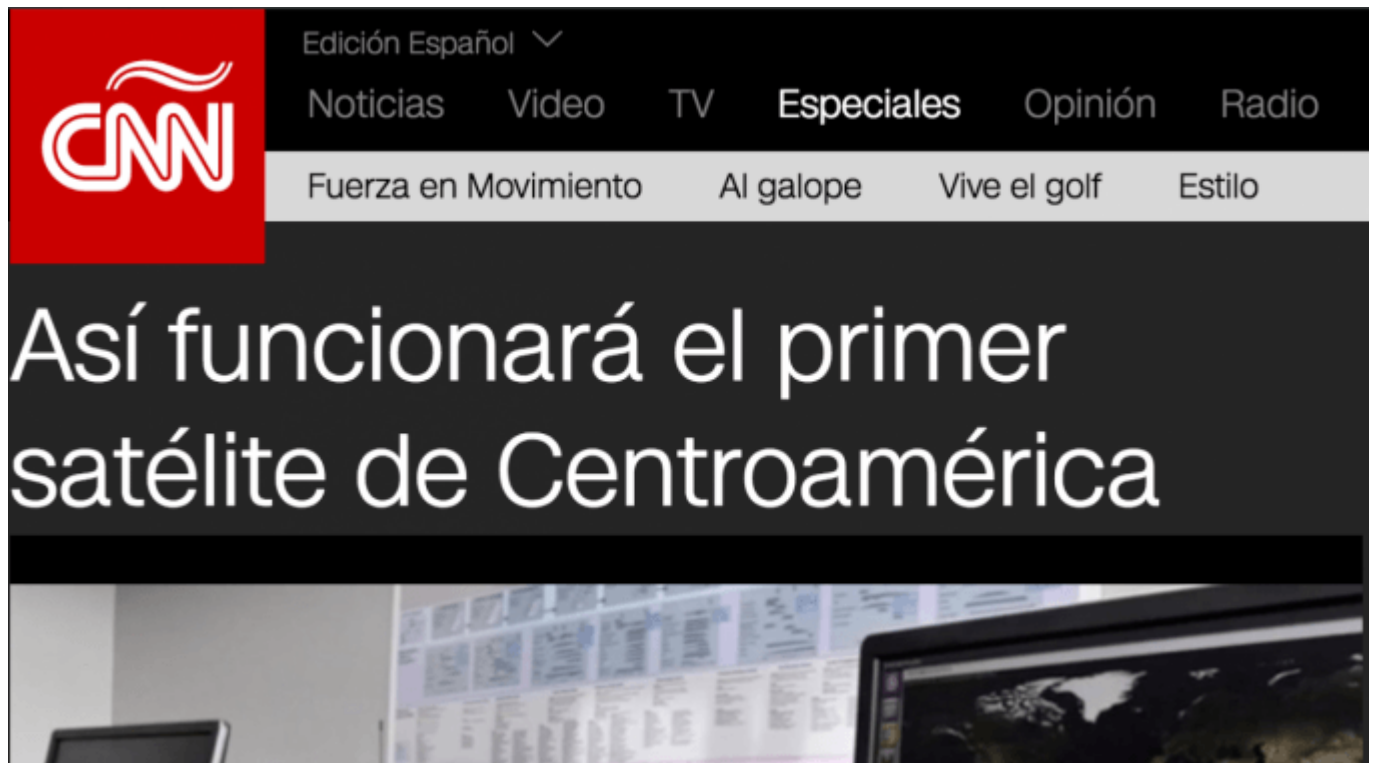 CNN
Edición Español
Noticias Video TV Especiales Opinión Radio
Fuerza en Movimiento Al galope Vive el golf Estilo
Así funcionará el primer
satélite de Centroamérica